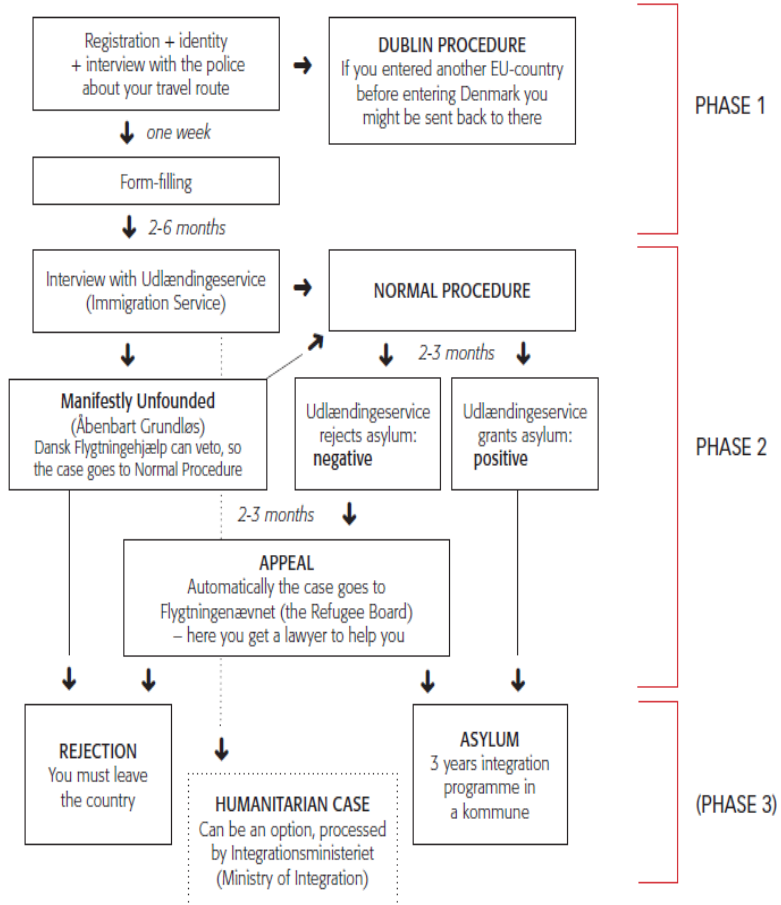 Registration + identity
+ interview with the police
about your travel route
DUBLIN PROCEDURE
If you entered another EU-country
before entering Denmark you
might be sent back to there
PHASE 1
one week
Form-filling
2-6 months
Interview with Udlændingeservice
(Immigration Service)
NORMAL PROCEDURE
2-3 months
Manifestly Unfounded
(Åbenbart Grundløs)
Dansk Flygtningehjælp can veto, so
the case goes to Normal Procedure
Udlændingeservice
rejects asylum:
negative
Udlændingeservice
grants asylum:
positive
PHASE 2
2-3 months
APPEAL
Automatically the case goes to
Flygtningenævnet (the Refugee Board)
– here you get a lawyer to help you
REJECTION
You must leave
the country
HUMANITARIAN CASE
Can be an option, processed
by Integrationsministeriet
(Ministry of Integration)
ASYLUM
3 years integration
programme in
a kommune
(PHASE 3)